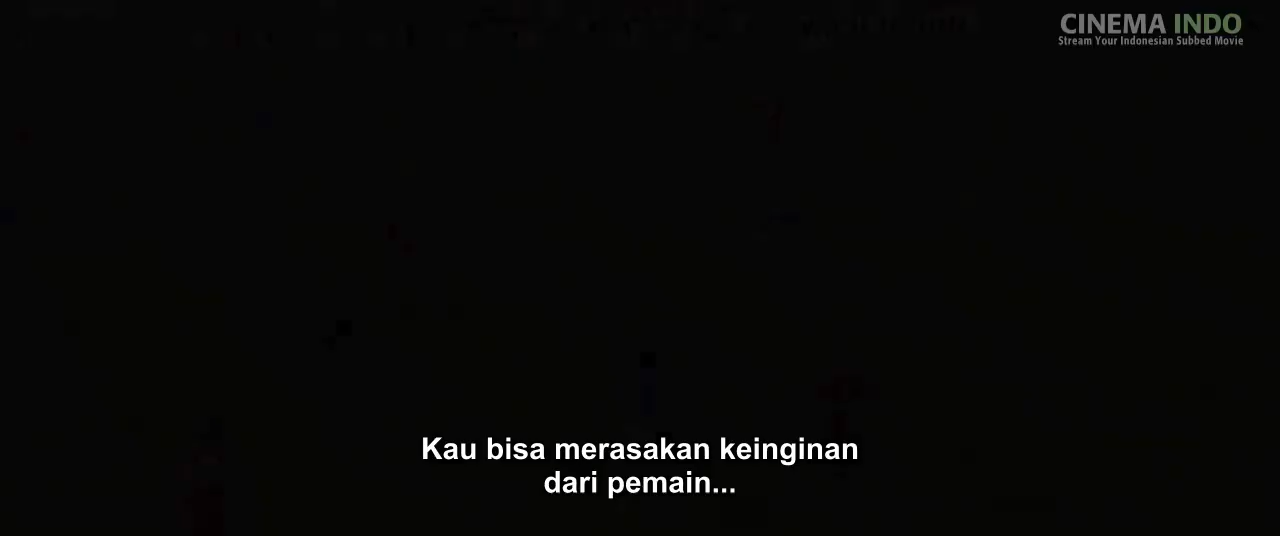 CINEMA INDO
Stream Your Indonesian Subbed Movie
Kau bisa merasakan keinginan
dari pemain...